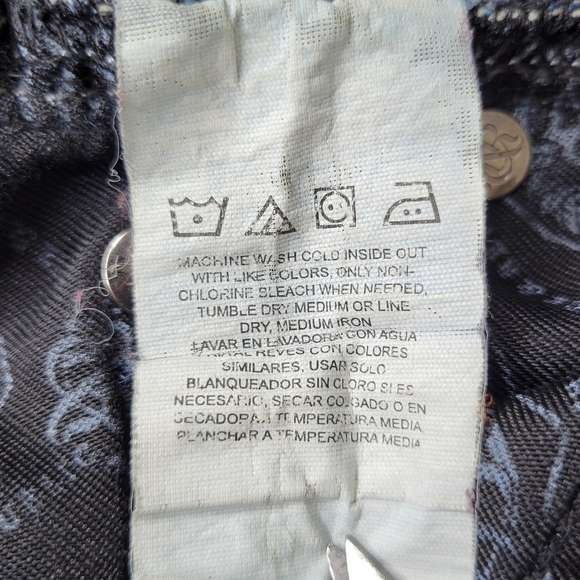 MACHINE WASH COLD INSIDE OUT
WITH LIKE COLORS, ONLY NON-
CHLORINE BLEACH WHEN NEEDED,
TUMBLE DRY MEDIUM OR LINE
DRY, MEDIUM IRON
LAVAR EN LAVADORA CON AGUA
REVES CON COLORES
SIMILARES, USAR SOLO
BLANQUEADOR SIN CLORO SI ES
NECESARIO, SECAR COLGADO O EN
SECADORA A TEMPERATURA MEDIA
PLANCHAR A TEMPERATURA MEDIA